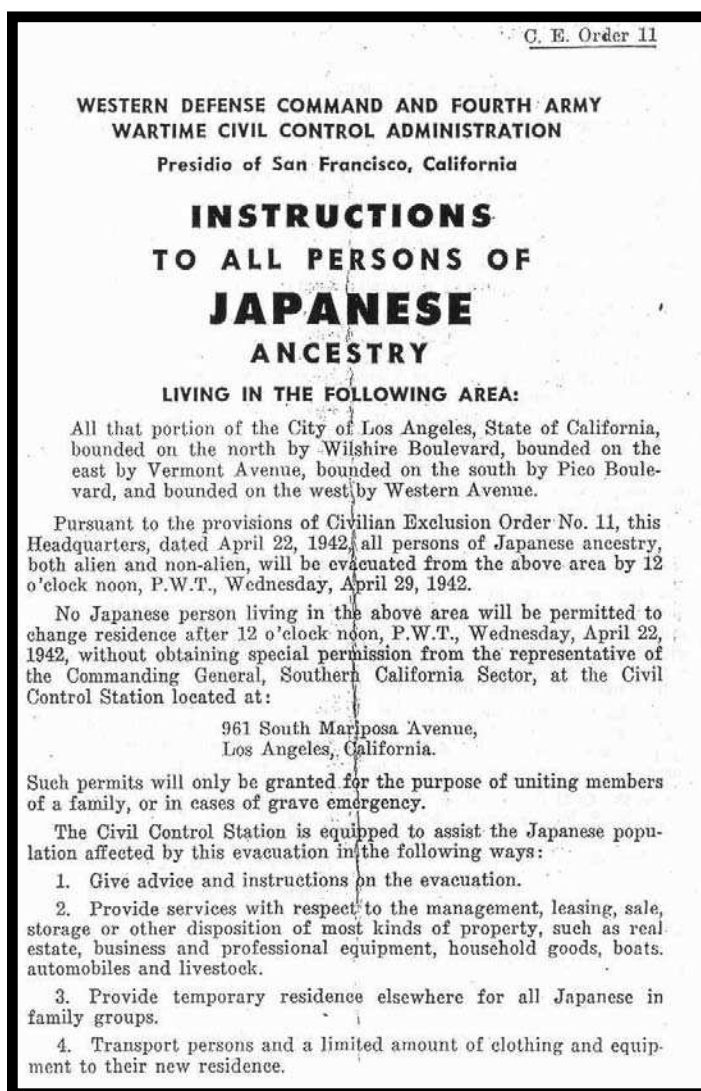 C. E. Order 11
WESTERN DEFENSE COMMAND AND FOURTH ARMY
WARTIME CIVIL CONTROL ADMINISTRATION
Presidio of San Francisco, California
INSTRUCTIONS
TO ALL PERSONS OF
JAPANESE
ANCESTRY
LIVING IN THE FOLLOWING AREA:
All that portion of the City of Los Angeles, State of California,
bounded on the north by Wilshire Boulevard, bounded on the
east by Vermont Avenue, bounded on the south by Pico Boule-
vard, and bounded on the west by Western Avenue.
Pursuant to the provisions of Civilian Exclusion Order No. 11, this
Headquarters, dated April 22, 1942, all persons of Japanese ancestry,
both alien and non-alien, will be evacuated from the above area by 12
o'clock noon, P.W.T., Wednesday, April 29, 1942.
No Japanese person living in the above area will be permitted to
change residence after 12 o'clock noon, P.W.T., Wednesday, April 22,
1942, without obtaining special permission from the representative of
the Commanding General, Southern California Sector, at the Civil
Control Station located at:
961 South Mariposa Avenue,
Los Angeles, California.
Such permits will only be granted for the purpose of uniting members
of a family, or in cases of grave emergency.
The Civil Control Station is equipped to assist the Japanese popu-
lation affected by this evacuation in the following ways:
1. Give advice and instructions on the evacuation.
2. Provide services with respect to the management, leasing, sale,
storage or other disposition of most kinds of property, such as real
estate, business and professional equipment, household goods, boats.
automobiles and livestock.
3. Provide temporary residence elsewhere for all Japanese in
family groups.
4. Transport persons and a limited amount of clothing and equip-
ment to their new residence.